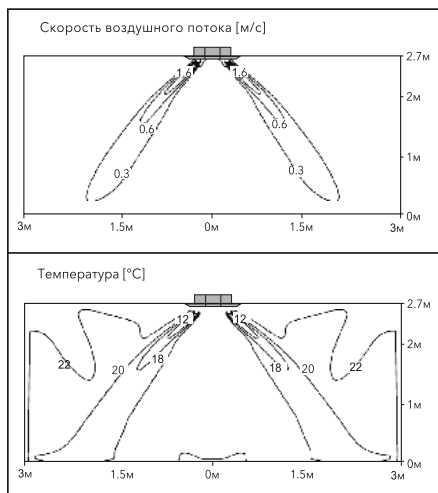 Скорость воздушного потока [м/с]
2.7м
1.6 1.6
2м
0.6 0.6
1м
0.3 0.3
0м
3м 1.5м 0м 1.5м 3м
Температура [°C]
2.7м
12 12
2м
22 20 18 18 20 22
1м
0м
3м 1.5м 0м 1.5м 3м